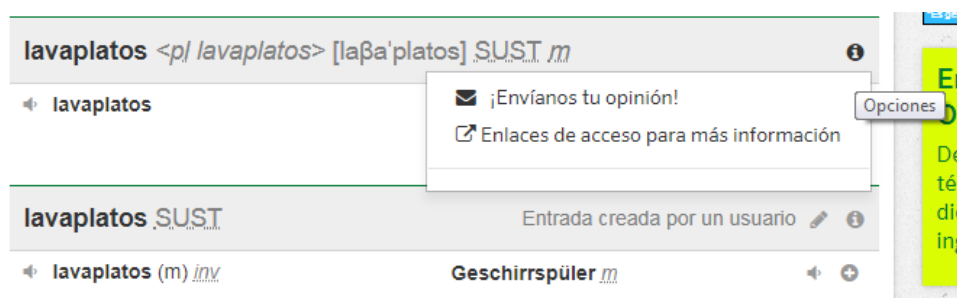 lavaplatos <pl lavaplatos> [laβa'platos] SUST m
lavaplatos
¡Envíanos tu opinión!
Enlaces de acceso para más información
Opciones
lavaplatos SUST Entrada creada por un usuario
lavaplatos (m) inv Geschirrspüler m